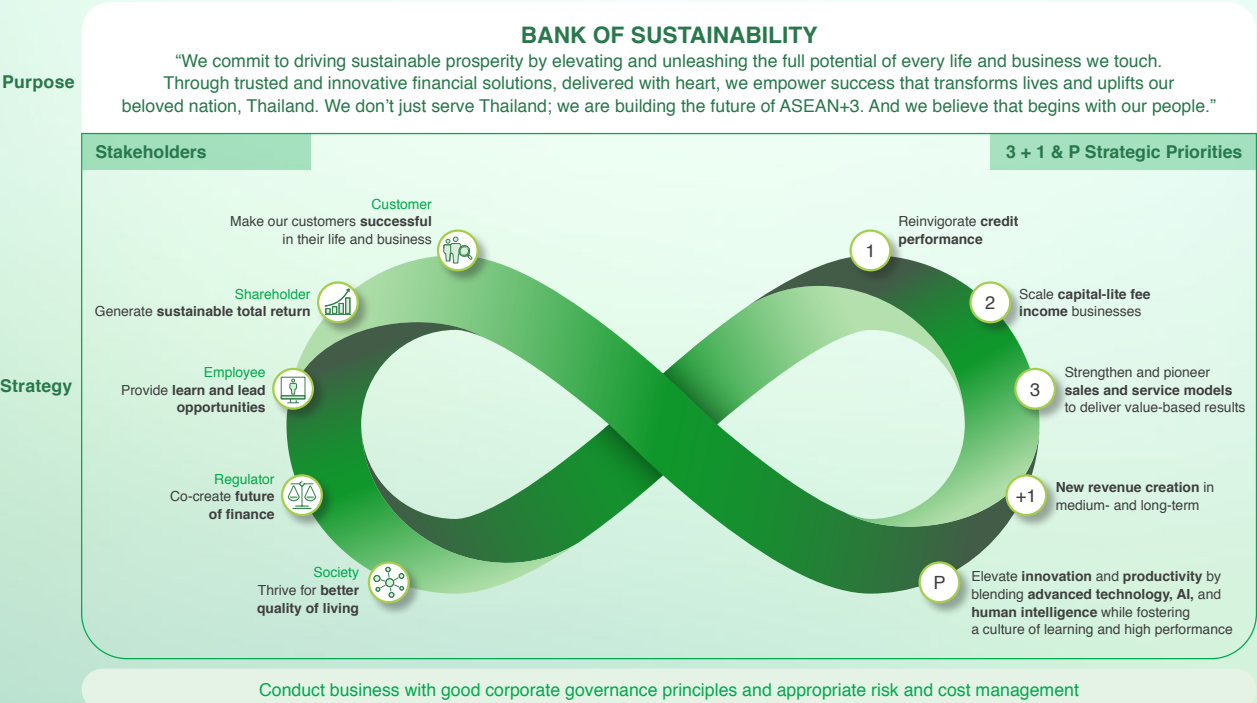 BANK OF SUSTAINABILITY
Purpose
“We commit to driving sustainable prosperity by elevating and unleashing the full potential of every life and business we touch.
Through trusted and innovative financial solutions, delivered with heart, we empower success that transforms lives and uplifts our
beloved nation, Thailand. We don’t just serve Thailand; we are building the future of ASEAN+3. And we believe that begins with our people.”
Strategy
Stakeholders
Customer
Make our customers successful
in their life and business
Shareholder
Generate sustainable total return
Employee
Provide learn and lead
opportunities
Regulator
Co-create future
of finance
Society
Thrive for better
quality of living
3 + 1 & P Strategic Priorities
1
Reinvigorate credit
performance
2
Scale capital-lite fee
income businesses
3
Strengthen and pioneer
sales and service models
to deliver value-based results
+1
New revenue creation in
medium- and long-term
P
Elevate innovation and productivity by
blending advanced technology, AI, and
human intelligence while fostering
a culture of learning and high performance
Conduct business with good corporate governance principles and appropriate risk and cost management